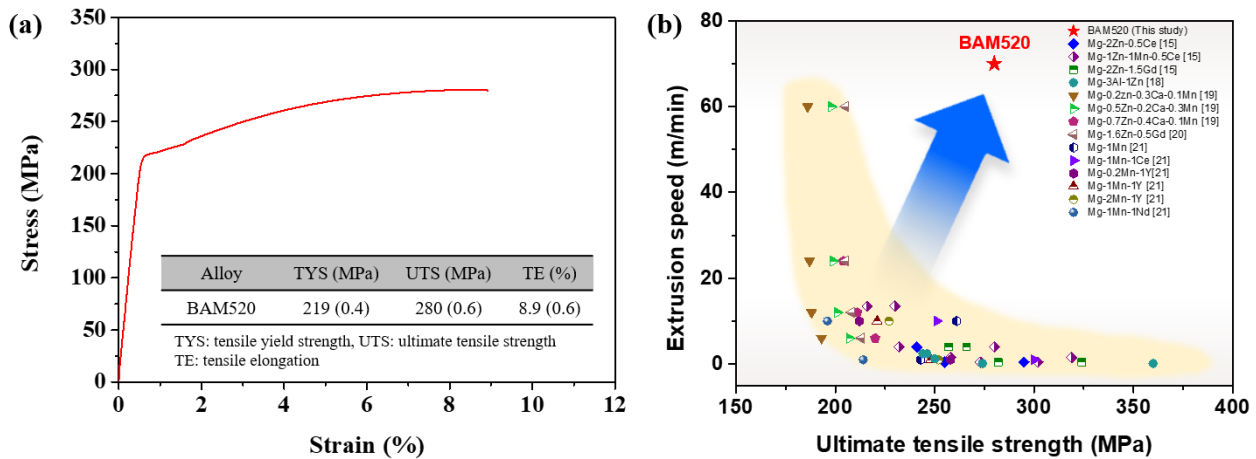 (a)
350
300
250
200
150
100
50
0
Stress (MPa)
0 2 4 6 8 10 12
Strain (%)
Alloy TYS (MPa) UTS (MPa) TE (%)
BAM520 219 (0.4) 280 (0.6) 8.9 (0.6)
TYS: tensile yield strength, UTS: ultimate tensile strength
TE: tensile elongation
(b)
80
60
40
20
0
Extrusion speed (m/min)
150 200 250 300 350 400
Ultimate tensile strength (MPa)
BAM520
BAM520 (This study)
Mg-2Zn-0.5Ce [15]
Mg-1Zn-1Mn-0.5Ce [15]
Mg-2Zn-1.5Gd [15]
Mg-3Al-1Zn [18]
Mg-0.2zn-0.3Ca-0.1Mn [19]
Mg-0.5Zn-0.2Ca-0.3Mn [19]
Mg-0.7Zn-0.4Ca-0.1Mn [19]
Mg-1.6Zn-0.5Gd [20]
Mg-1Mn [21]
Mg-1Mn-1Ce [21]
Mg-0.2Mn-1Y[21]
Mg-1Mn-1Y [21]
Mg-2Mn-1Y [21]
Mg-1Mn-1Nd [21]